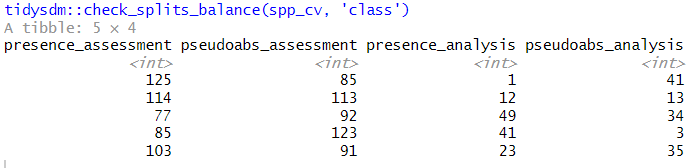 tidysdm::check_splits_balance(spp_cv, 'class')
A tibble: 5 × 4
presence_assessment pseudoabs_assessment presence_analysis pseudoabs_analysis
<int> <int> <int> <int>
125 85 1 41
114 113 12 13
77 92 49 34
85 123 41 3
103 91 23 35